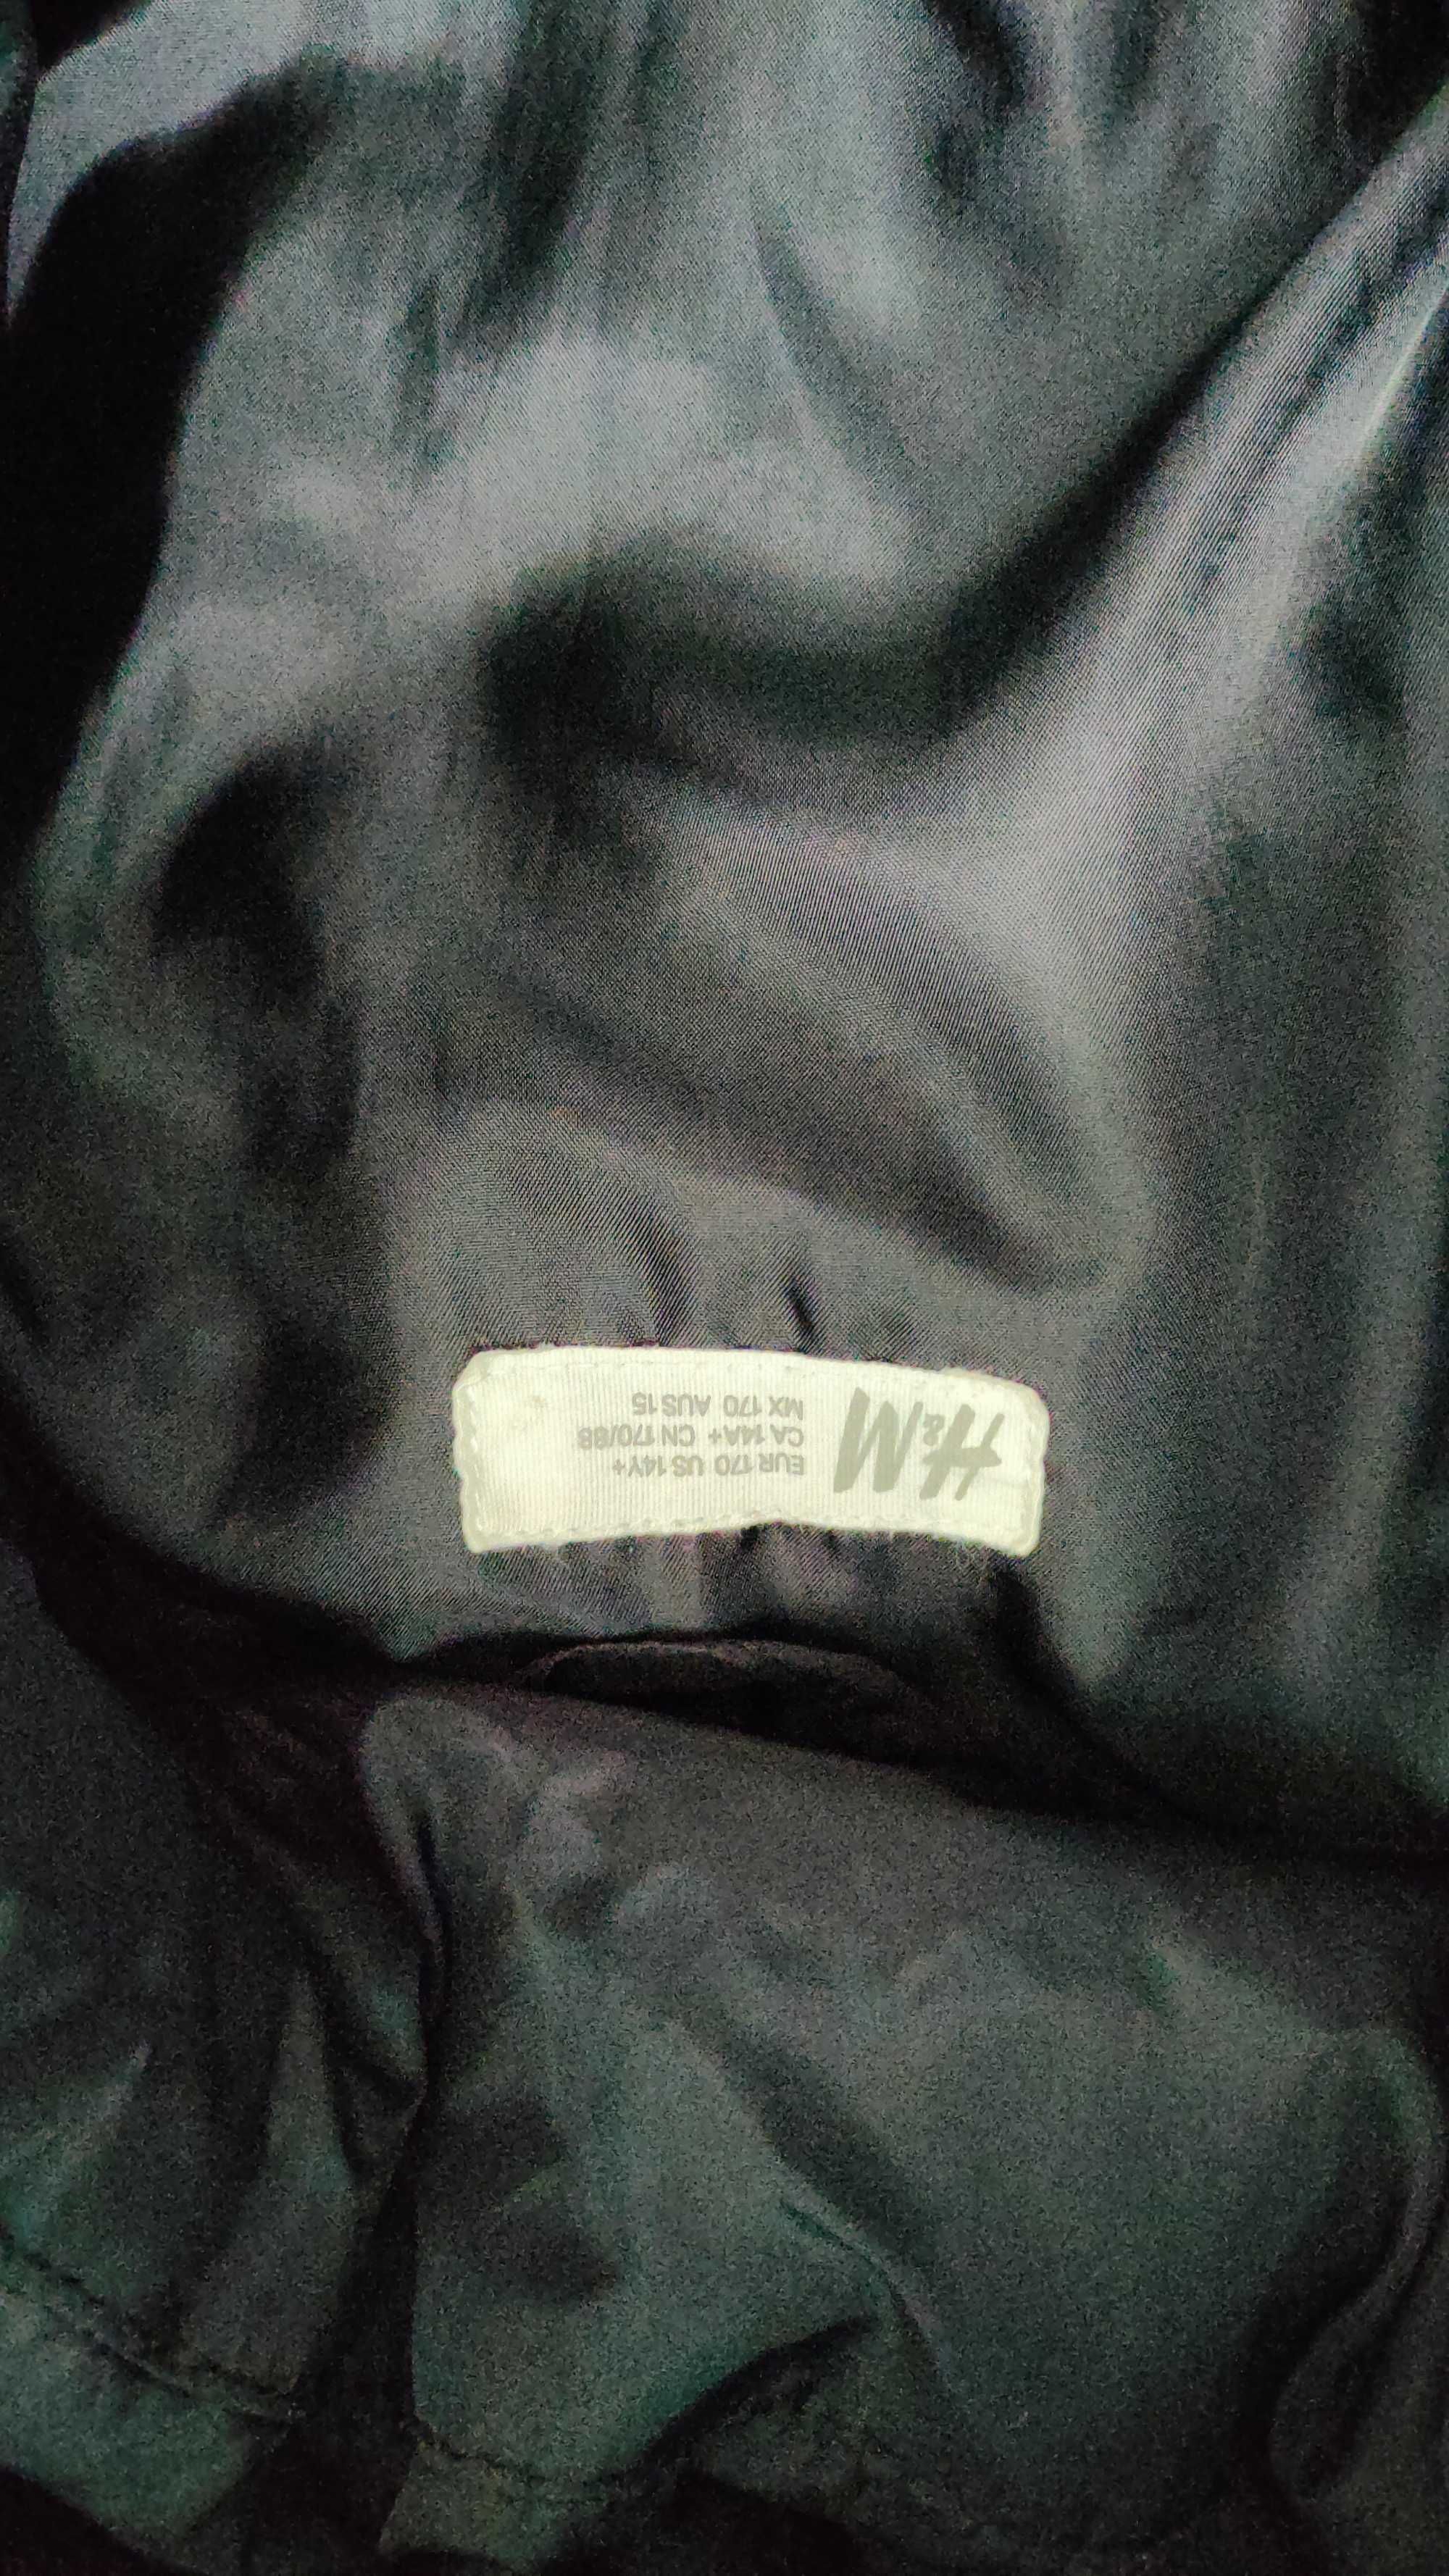 H&M
EUR 170 US 14Y+
CA 14A+ CN 170/88
MX 170 AUS 15